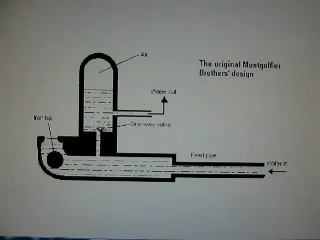 Air
The original Montgolfier
Brothers' design
Water out
Iron ball
One way valve
Feed pipe
Water in